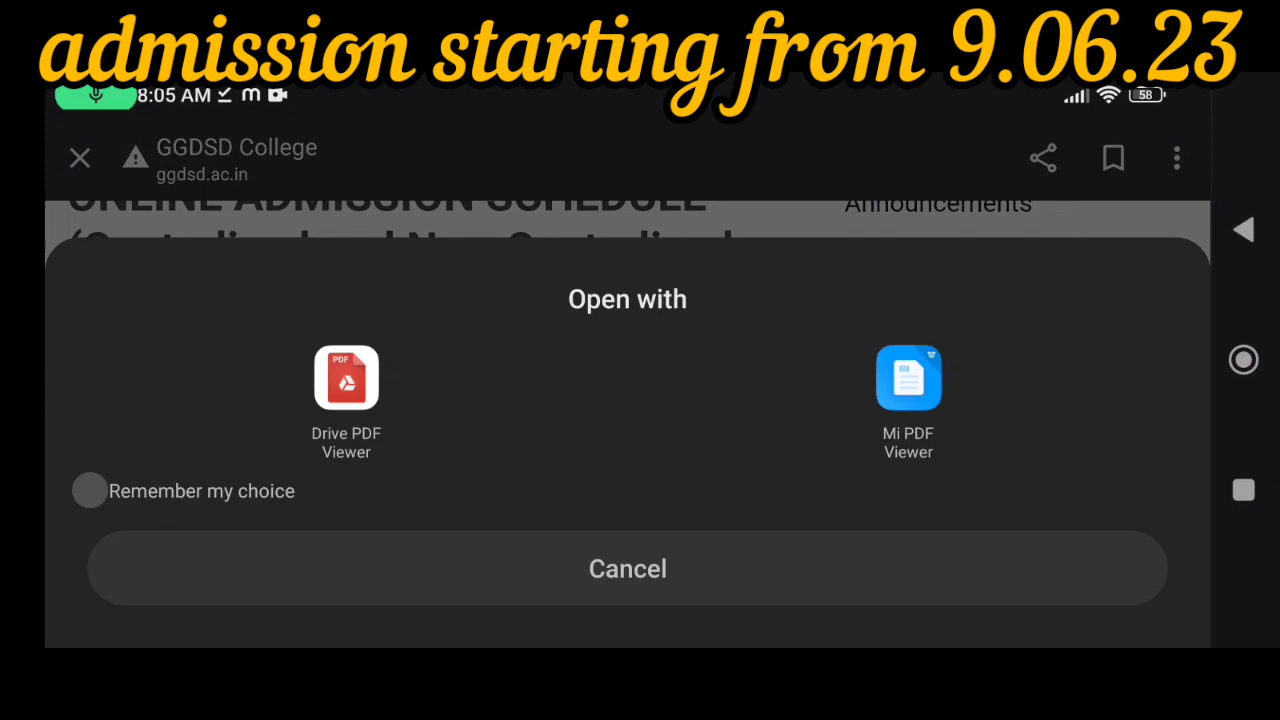 admission starting from 9.06.23
8:05 AM
58
GGDSD College
ggdsd.ac.in
ONLINE ADMISSION SCHEDULE
Announcements
Open with
PDF
Drive PDF
Viewer
Mi PDF
Viewer
Remember my choice
Cancel